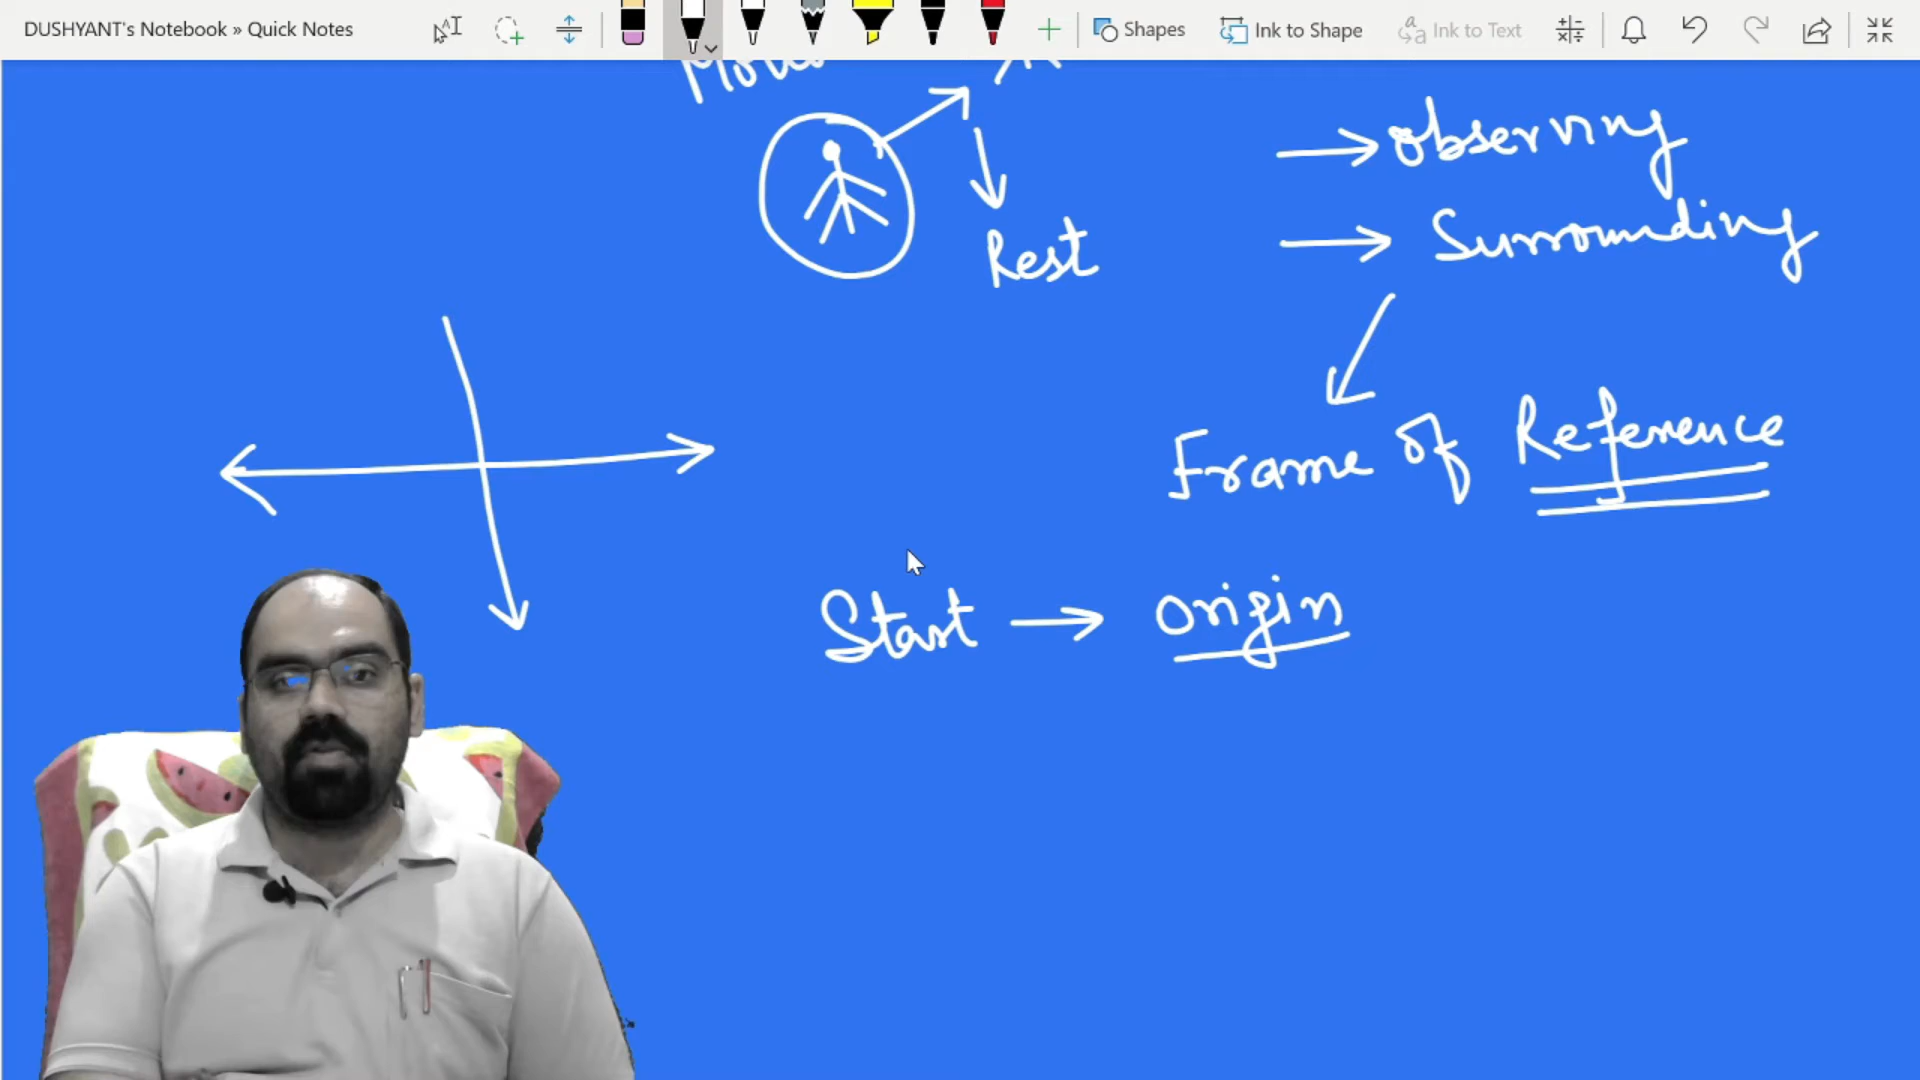 DUSHYANT's Notebook » Quick Notes
Shapes
Ink to Shape
Ink to Text
Observing
Surrounding
Rest
Frame of Reference
Start → Origin